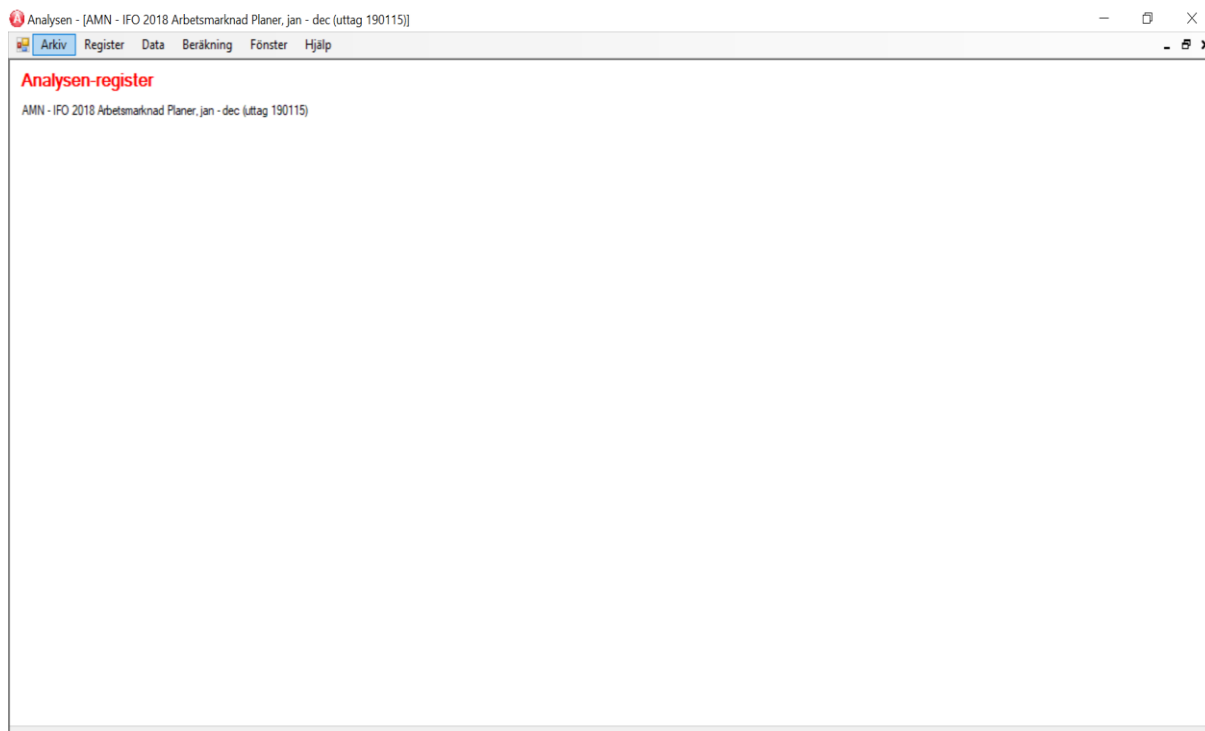 Analysen - [AMN - IFO 2018 Arbetsmarknad Planer, jan - dec (uttag 190115)]
Arkiv Register Data Beräkning Fönster Hjälp
Analysen-register
AMN - IFO 2018 Arbetsmarknad Planer, jan - dec (uttag 190115)